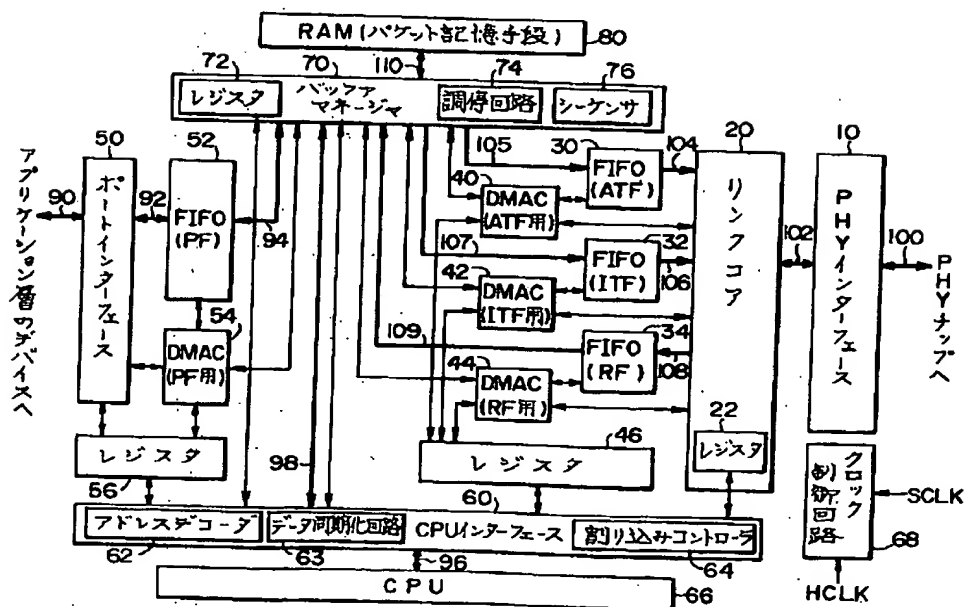 RAM(パケット記憶手段) 80
110
72 70 74 76
レジスタ
バッファ
マネージャ
調停回路
シーケンサ
50 52
105 30 104 20 10
アプリケーション層のデバイスへ
90
ポートインターフェース
92
FIFO
(PF)
94
40
DMAC
(ATF用)
FIFO
(ATF)
リンクコア
102
PHYインターフェース
100
PHYチップへ
107
32
42
DMAC
(ITF用)
FIFO
(ITF)
106
54
DMAC
(PF用)
109
34
44
DMAC
(RF用)
FIFO
(RF)
108
22
レジスタ
レジスタ
56
98
レジスタ
46
60
クロック
制御回路
SCLK
68
HCLK
アドレスデコーダ
データ同期化回路
CPUインターフェース
割り込みコントローラ
62 63 96 64
CPU
66